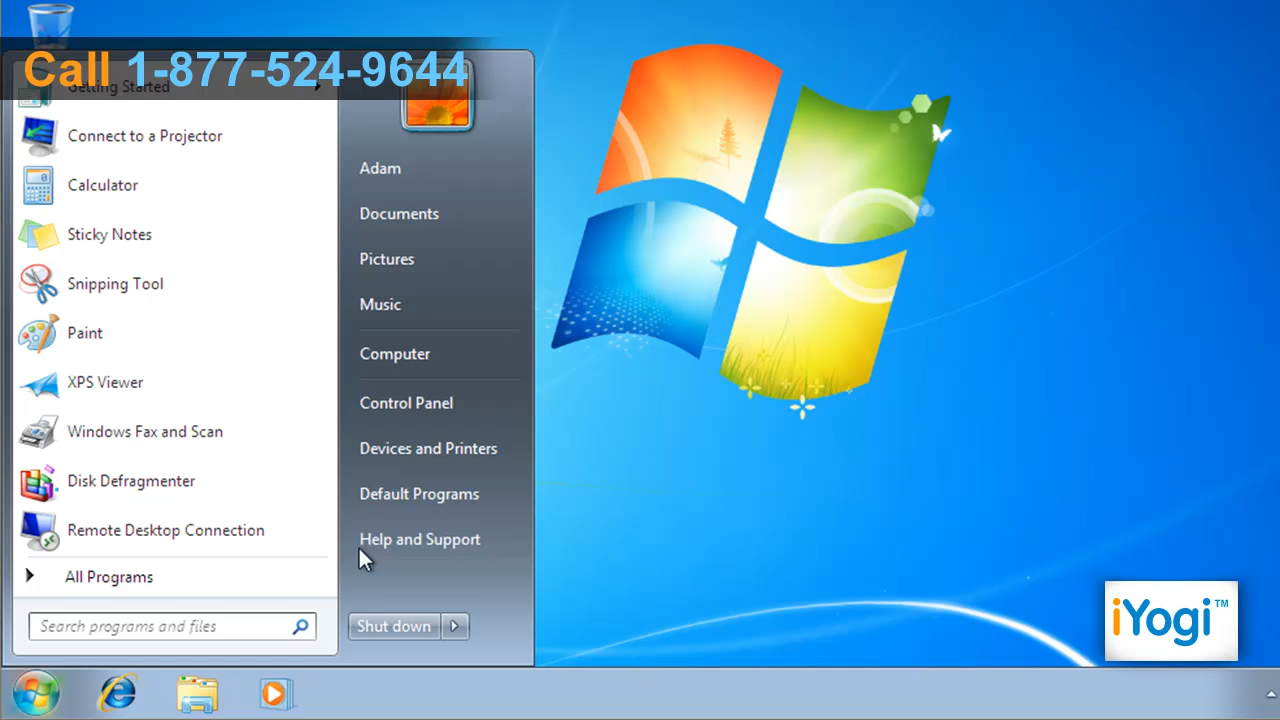 Call 1-877-524-9644
Getting Started
Connect to a Projector
Calculator
Sticky Notes
Snipping Tool
Paint
XPS Viewer
Windows Fax and Scan
Disk Defragmenter
Remote Desktop Connection
All Programs
Search programs and files
Adam
Documents
Pictures
Music
Computer
Control Panel
Devices and Printers
Default Programs
Help and Support
Shut down
iYogi™